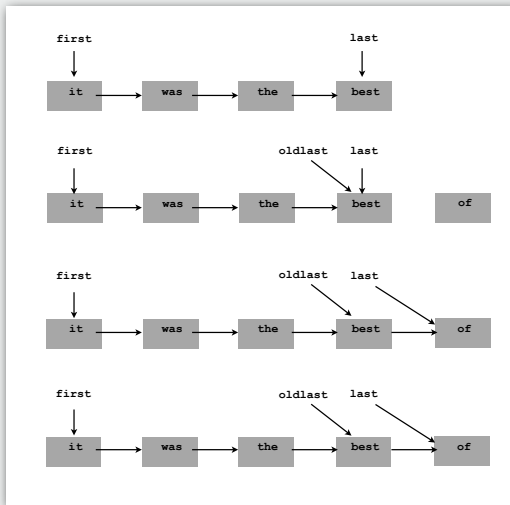 first last
it was the best
first oldlast last
it was the best of
first oldlast last
it was the best of
first oldlast last
it was the best of